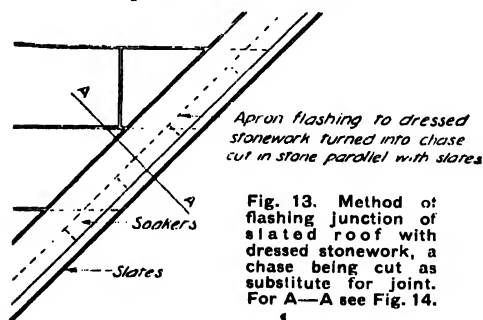 A
Apron flashing to dressed
stonework turned into chase
cut in stone parallel with slates
A
Soakers
Slates
Fig. 13. Method of
flashing junction of
slated roof with
dressed stonework, a
chase being cut as
substitute for joint.
For A—A see Fig. 14.